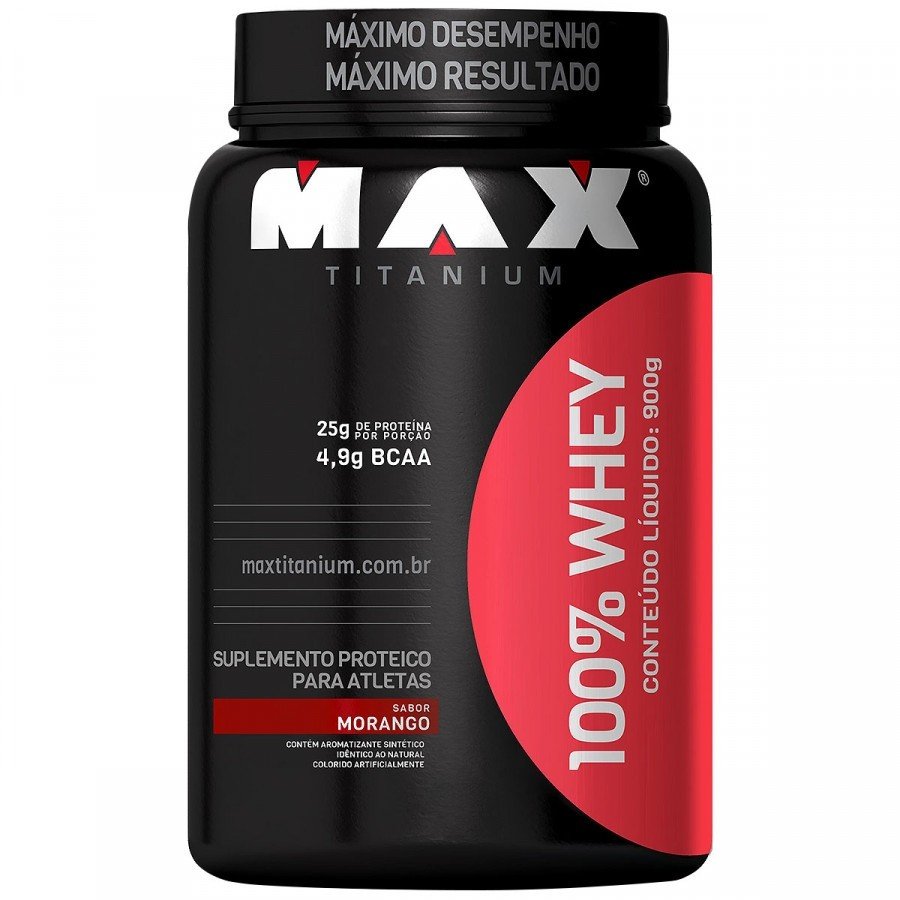 MÁXIMO DESEMPENHO
MÁXIMO RESULTADO
MAX®
TITANIUM
25g DE PROTEÍNA
POR PORÇÃO
4,9g BCAA
maxtitanium.com.br
SUPLEMENTO PROTEICO
PARA ATLETAS
SABOR
MORANGO
CONTÉM AROMATIZANTE SINTÉTICO
IDÊNTICO AO NATURAL
COLORIDO ARTIFICIALMENTE
100% WHEY
CONTEÚDO LÍQUIDO: 900g